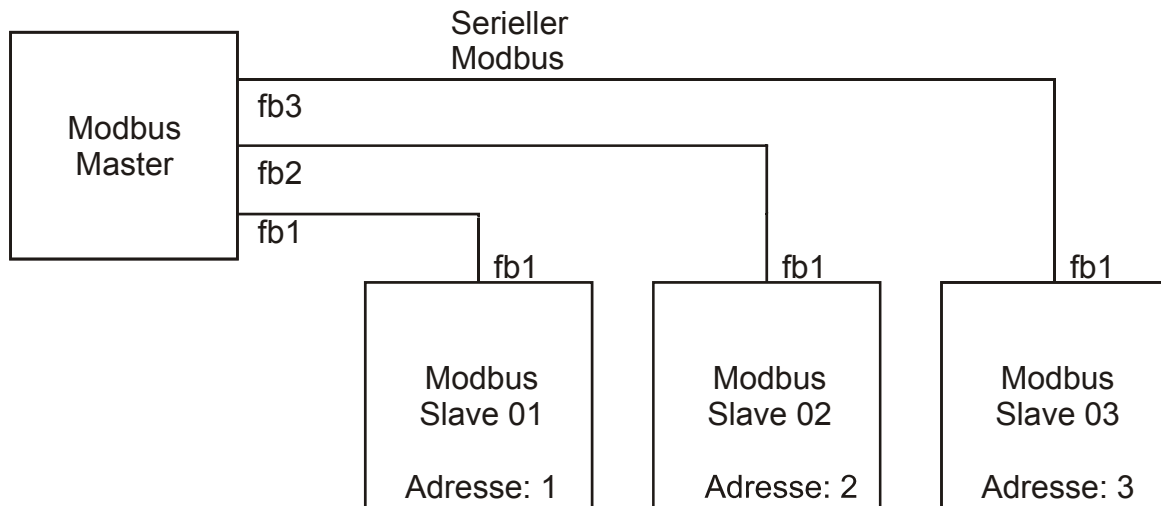 Serieller
Modbus
Modbus
Master
fb3
fb2
fb1
fb1
fb1
fb1
Modbus
Slave 01
Adresse: 1
Modbus
Slave 02
Adresse: 2
Modbus
Slave 03
Adresse: 3